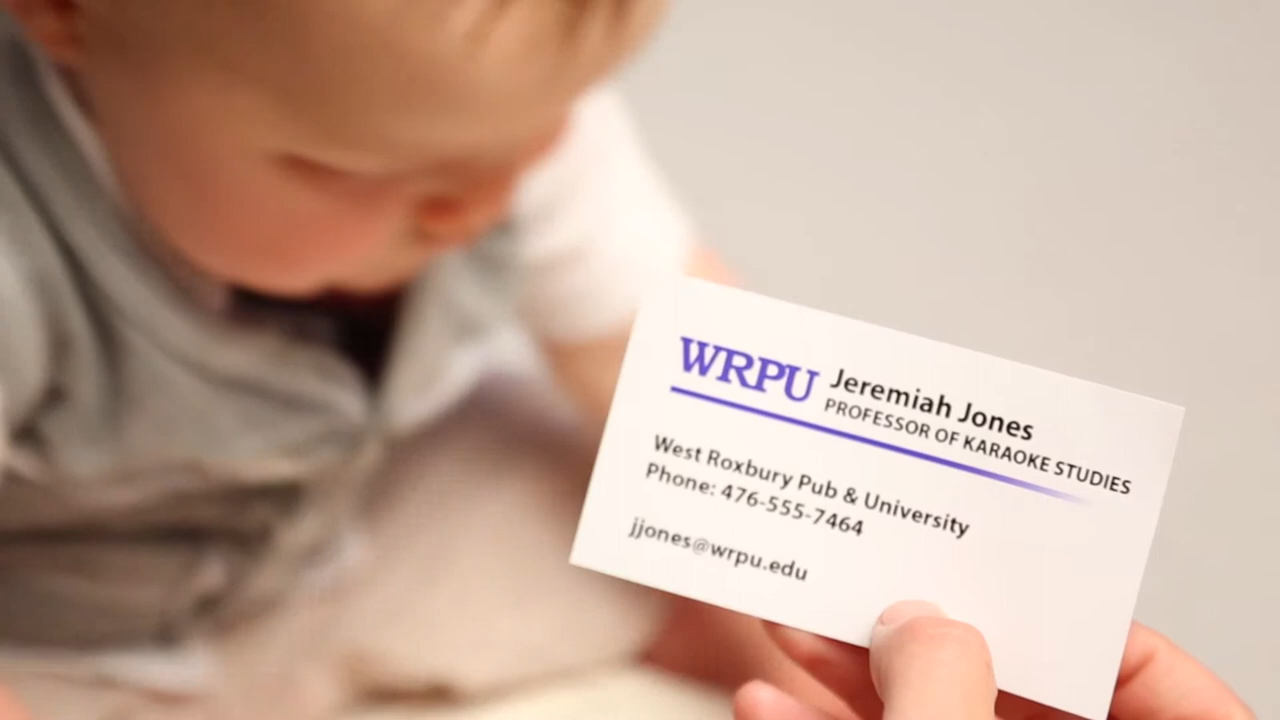 WRPU
Jeremiah Jones
PROFESSOR OF KARAOKE STUDIES
West Roxbury Pub & University
Phone: 476-555-7464
jjones@wrpu.edu